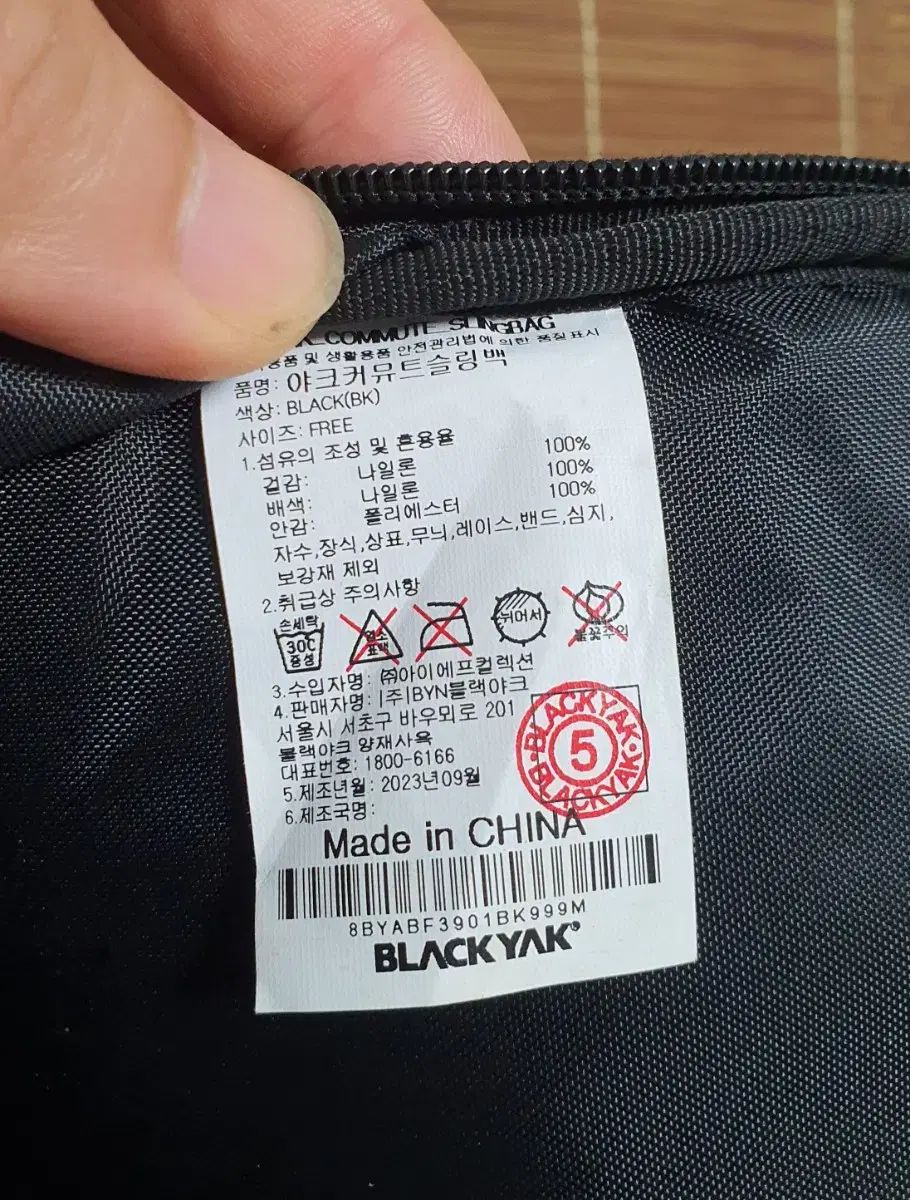 COMMUTE SLINGBAG
및 생활용품 안전관리법에 의한 품질 표시
품명: 야크커뮤트슬링백
색상: BLACK(BK)
사이즈: FREE
1.섬유의 조성 및 혼용율
겉감: 나일론 100%
배색: 나일론 100%
안감: 폴리에스터 100%
자수,장식,상표,무늬,레이스,밴드,심지,
보강재 제외
2.취급상 주의사항
손세탁
30C
중성
염소
표백
뉘어서
불꽃주의
3.수입자명: ㈜아이에프컬렉션
4.판매자명: |주|BYN블랙야크
서울시 서초구 바우뫼로 201
블랙야크 양재사옥
대표번호: 1800-6166
5.제조년월: 2023년09월
6.제조국명:
BLACKYAK
5
BLACKYAK
Made in CHINA
8BYABF3901BK999M
BLACKYAK